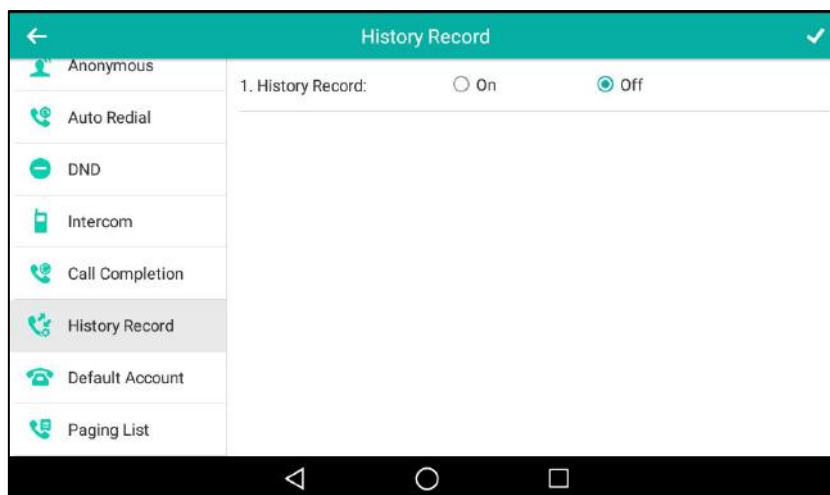 History Record
Anonymous
1. History Record: On Off
Auto Redial
DND
Intercom
Call Completion
History Record
Default Account
Paging List